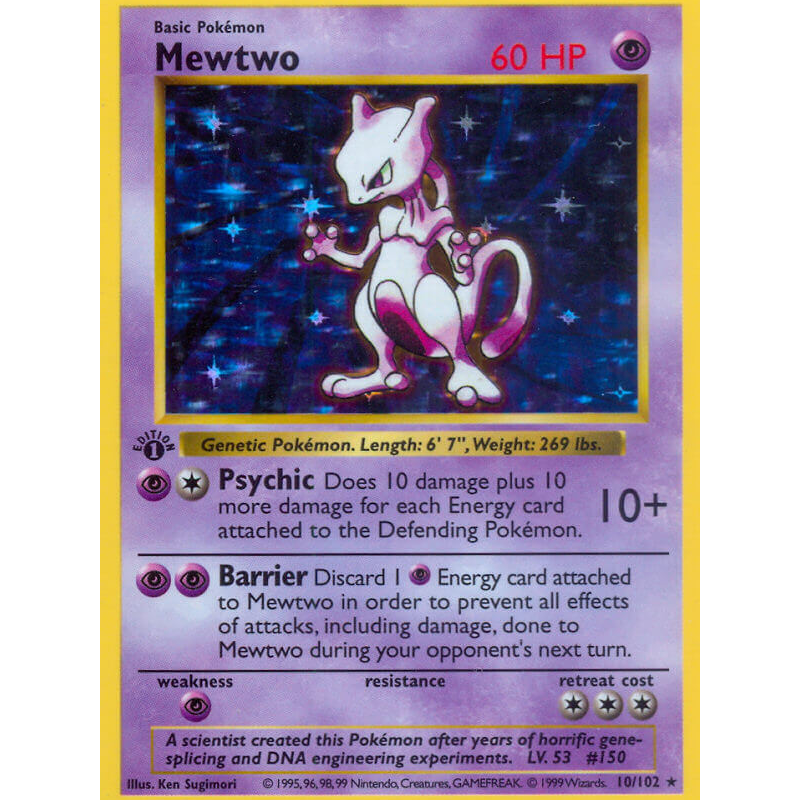 Basic Pokémon
Mewtwo 60 HP
EDITION
1
Genetic Pokémon. Length: 6' 7", Weight: 269 lbs.
Psychic Does 10 damage plus 10
more damage for each Energy card
attached to the Defending Pokémon.
10+
Barrier Discard 1 Energy card attached
to Mewtwo in order to prevent all effects
of attacks, including damage, done to
Mewtwo during your opponent's next turn.
weakness resistance retreat cost
A scientist created this Pokémon after years of horrific gene-
splicing and DNA engineering experiments. LV. 53 #150
Illus. Ken Sugimori © 1995, 96, 98, 99 Nintendo, Creatures, GAMEFREAK. © 1999 Wizards. 10/102 ★